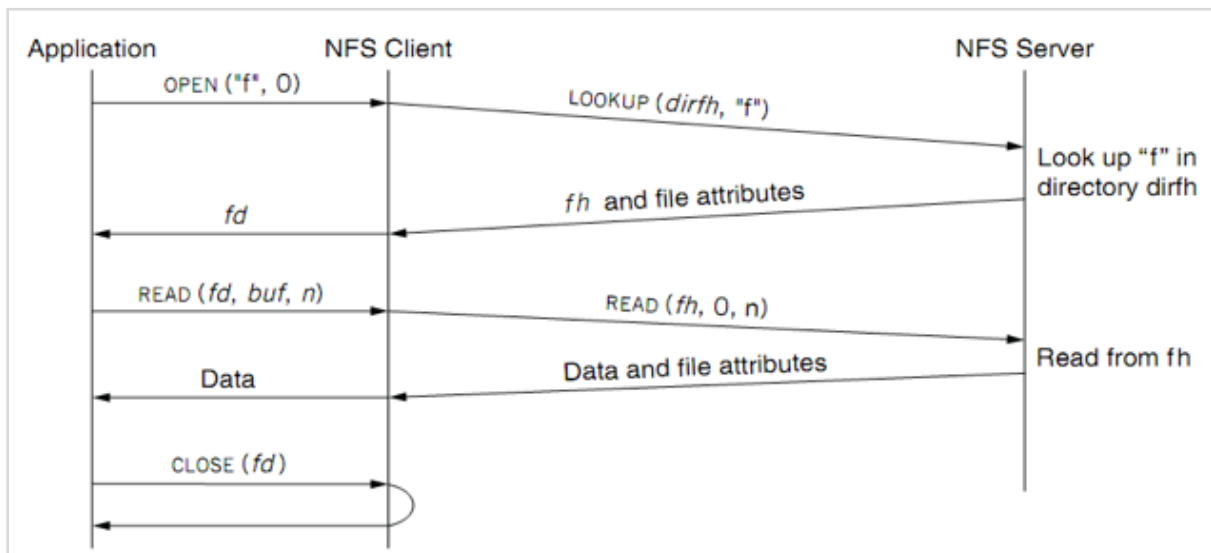 Application NFS Client NFS Server
OPEN ("f", 0)
LOOKUP (dirfh, "f")
Look up “f” in
directory dirfh
fh and file attributes
fd
READ (fd, buf, n)
READ (fh, 0, n)
Read from fh
Data and file attributes
Data
CLOSE (fd)